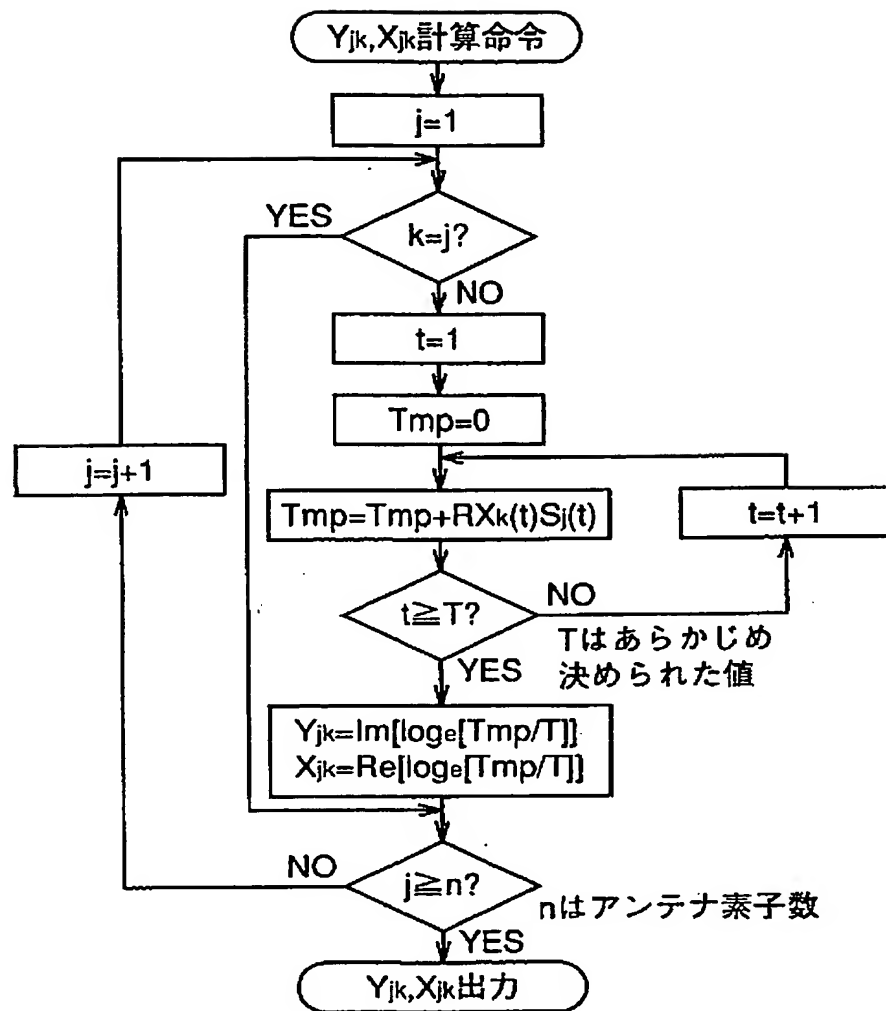 Yjk,Xjk計算命令
j=1
YES
k=j?
NO
t=1
Tmp=0
j=j+1
Tmp=Tmp+RXk(t)Sj(t)
t=t+1
t≧T?
NO
Tはあらかじめ
決められた値
YES
Yjk=Im[loge[Tmp/T]]
Xjk=Re[loge[Tmp/T]]
NO
j≧n?
nはアンテナ素子数
YES
Yjk,Xjk出力